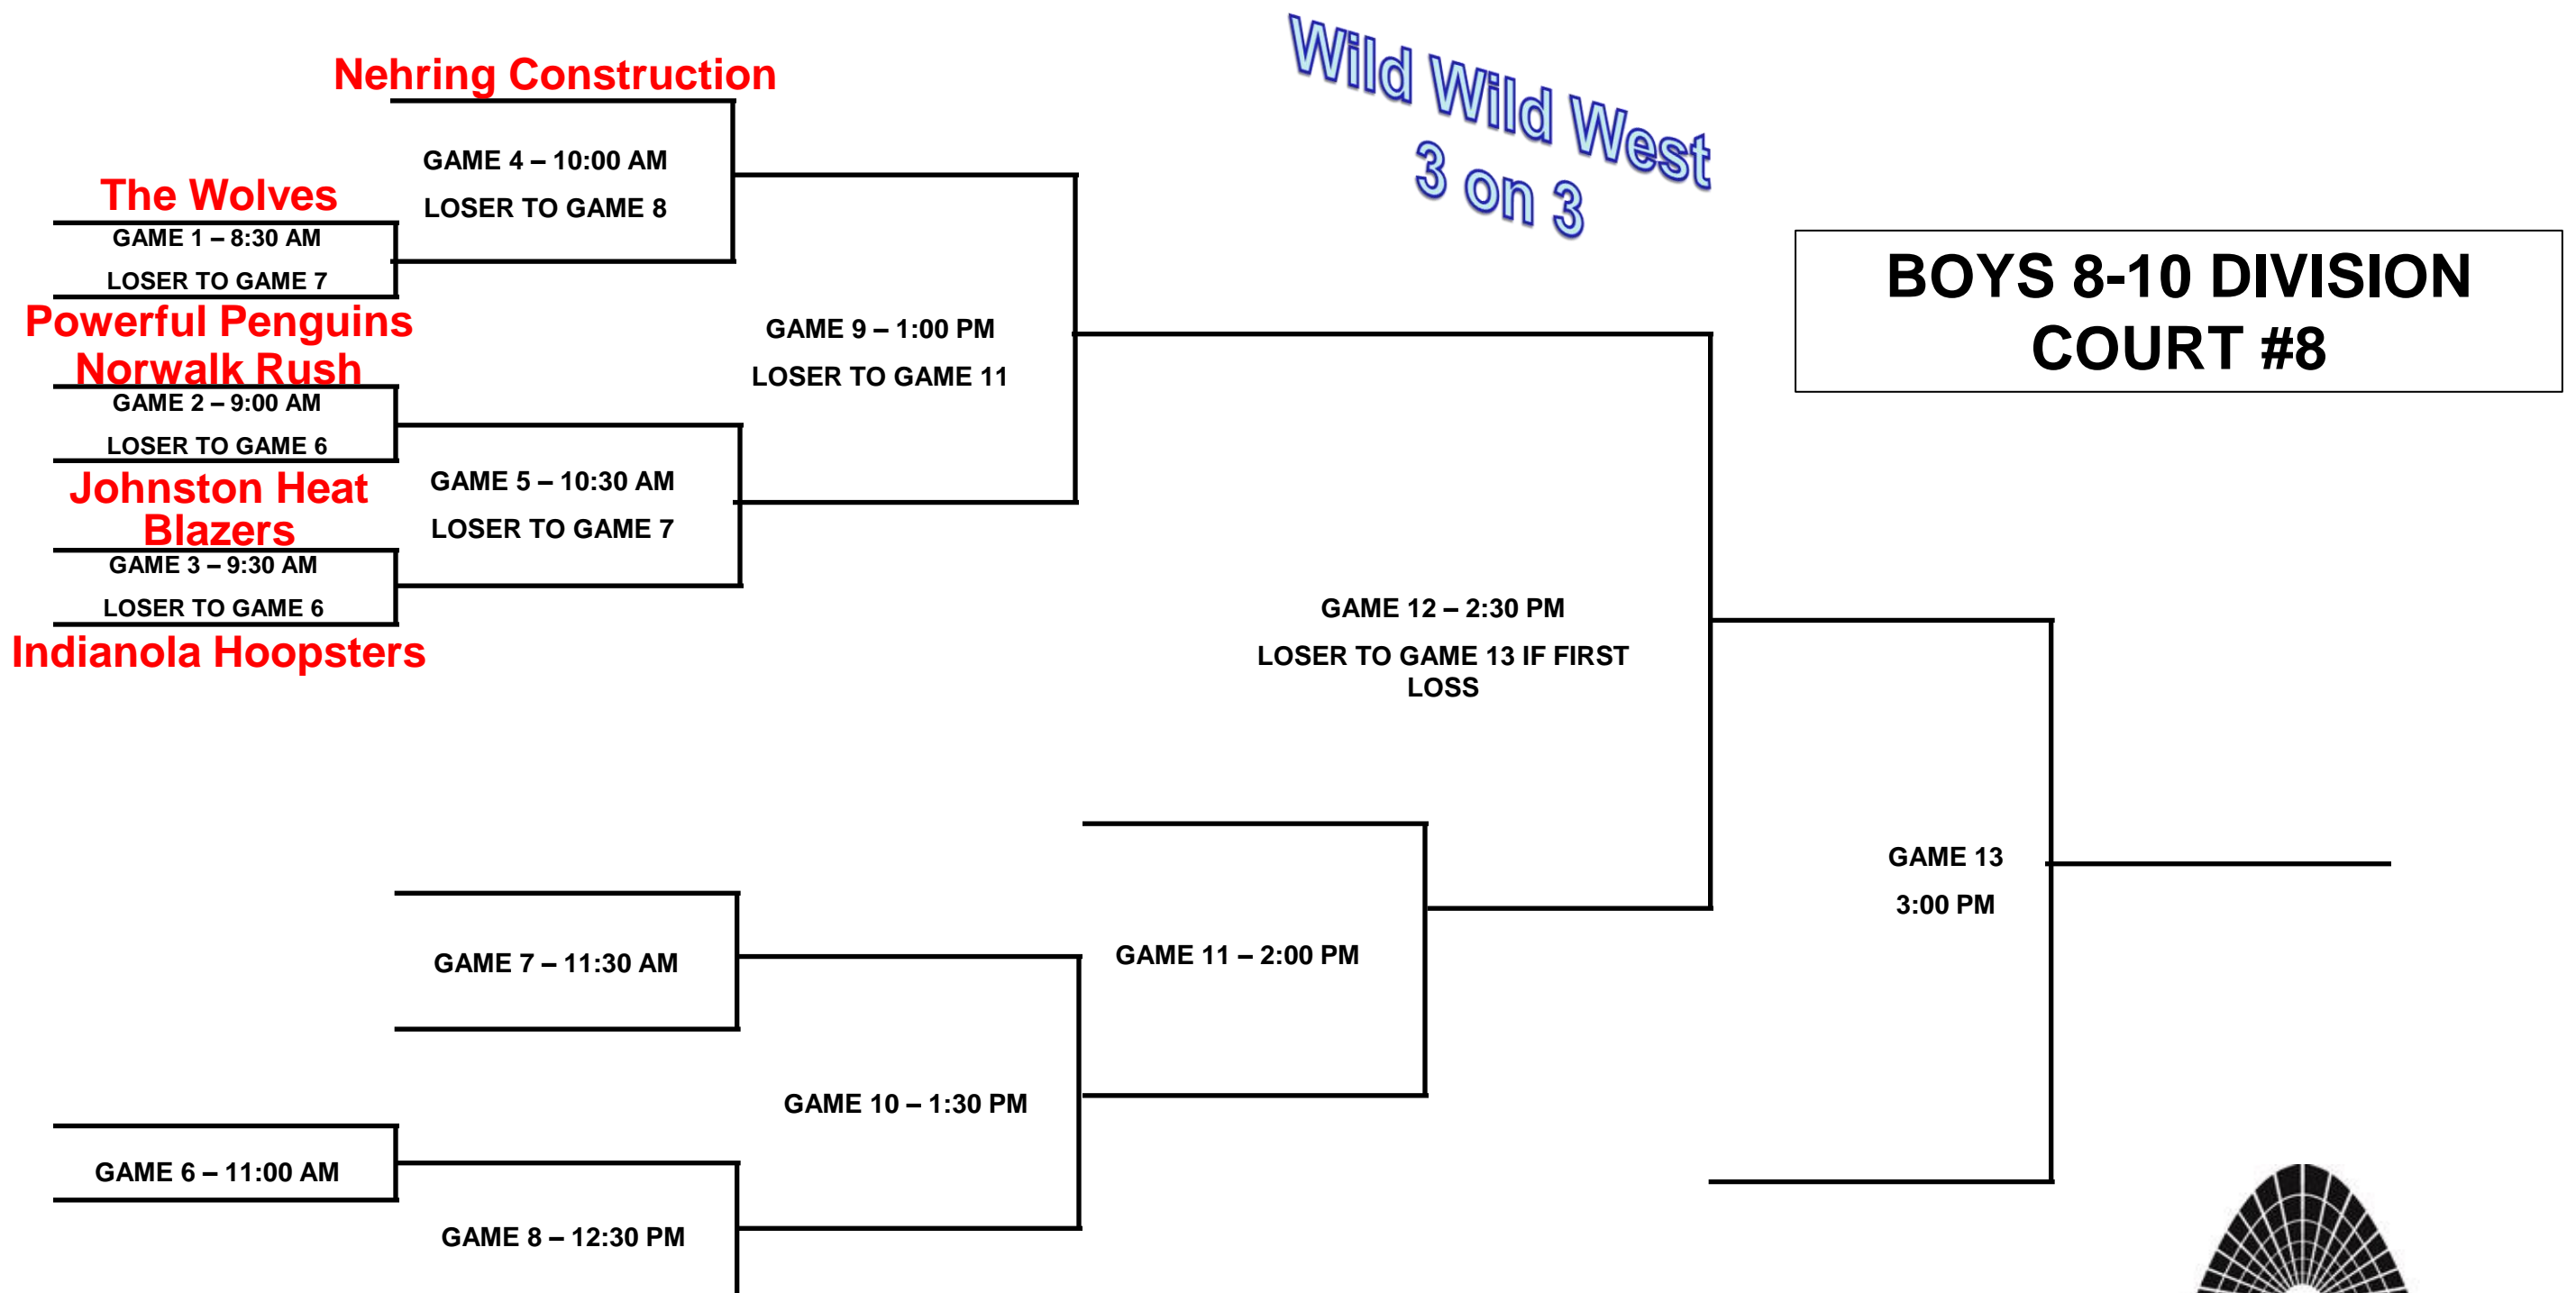 Wild Wild West
3 on 3
BOYS 8-10 DIVISION
COURT #8
Nehring Construction
GAME 4 – 10:00 AM
LOSER TO GAME 8
The Wolves
GAME 1 – 8:30 AM
LOSER TO GAME 7
Powerful Penguins
Norwalk Rush
GAME 2 – 9:00 AM
LOSER TO GAME 6
Johnston Heat
Blazers
GAME 3 – 9:30 AM
LOSER TO GAME 6
Indianola Hoopsters
GAME 5 – 10:30 AM
LOSER TO GAME 7
GAME 9 – 1:00 PM
LOSER TO GAME 11
GAME 12 – 2:30 PM
LOSER TO GAME 13 IF FIRST
LOSS
GAME 13
3:00 PM
GAME 11 – 2:00 PM
GAME 7 – 11:30 AM
GAME 10 – 1:30 PM
GAME 6 – 11:00 AM
GAME 8 – 12:30 PM